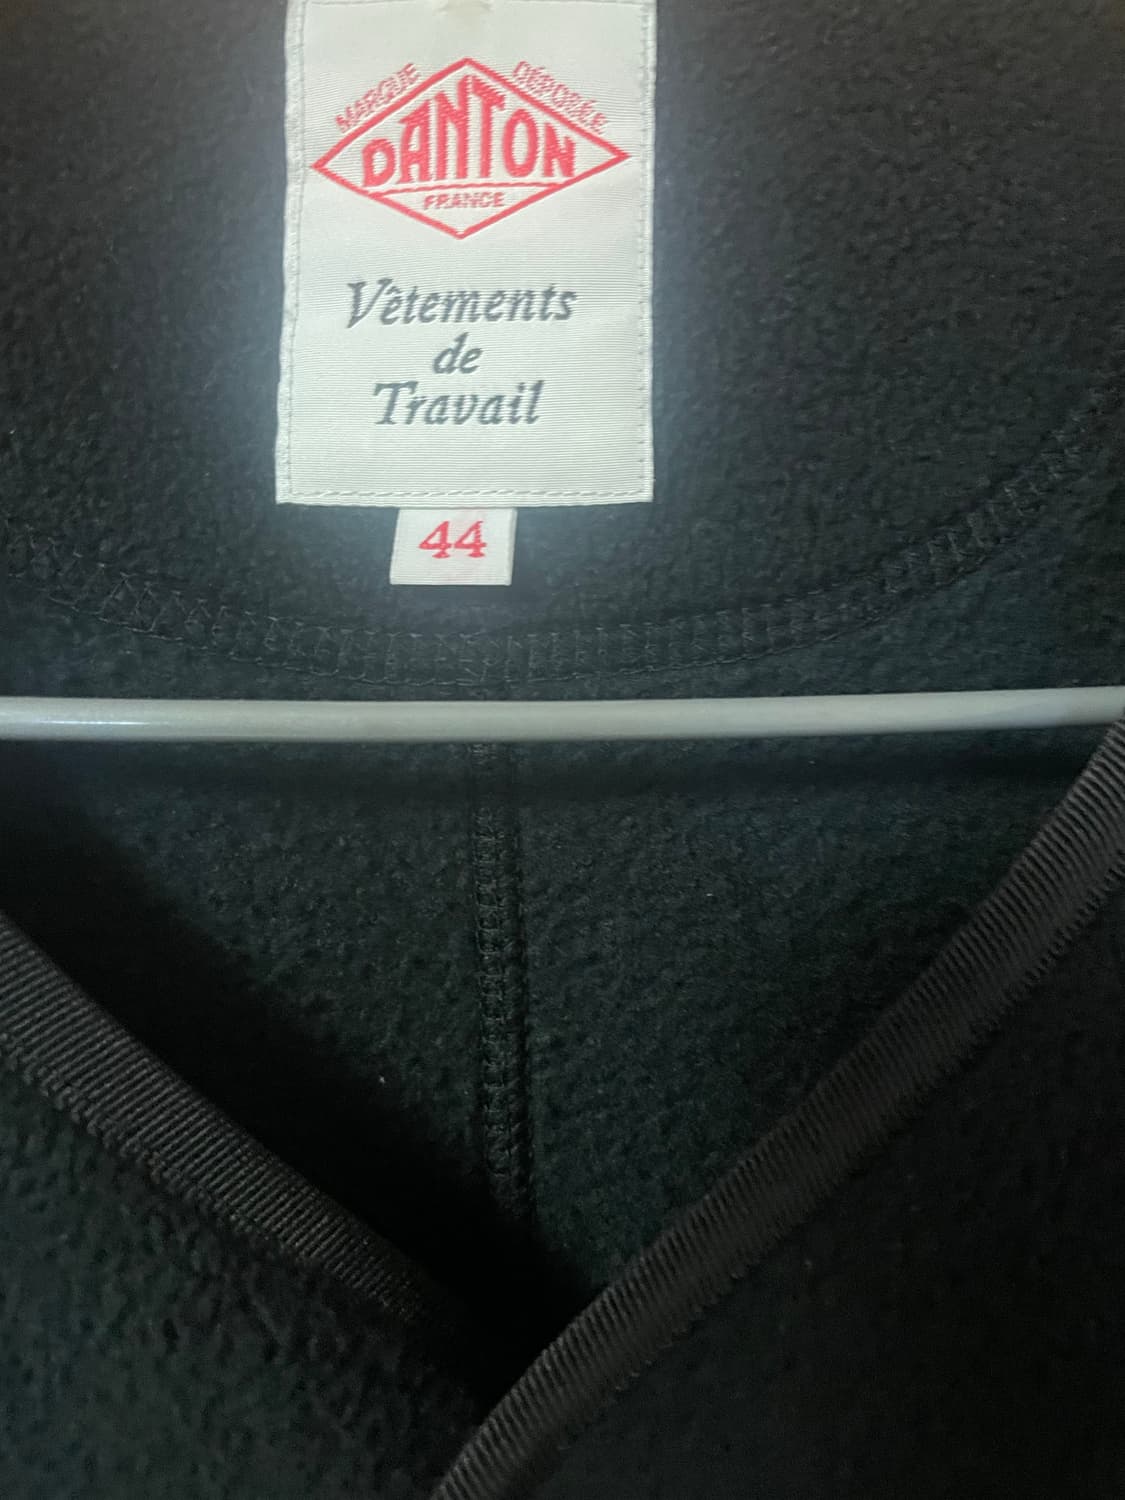 MARQUE DÉPOSÉE
DANTON
FRANCE
Vêtements
de
Travail
44